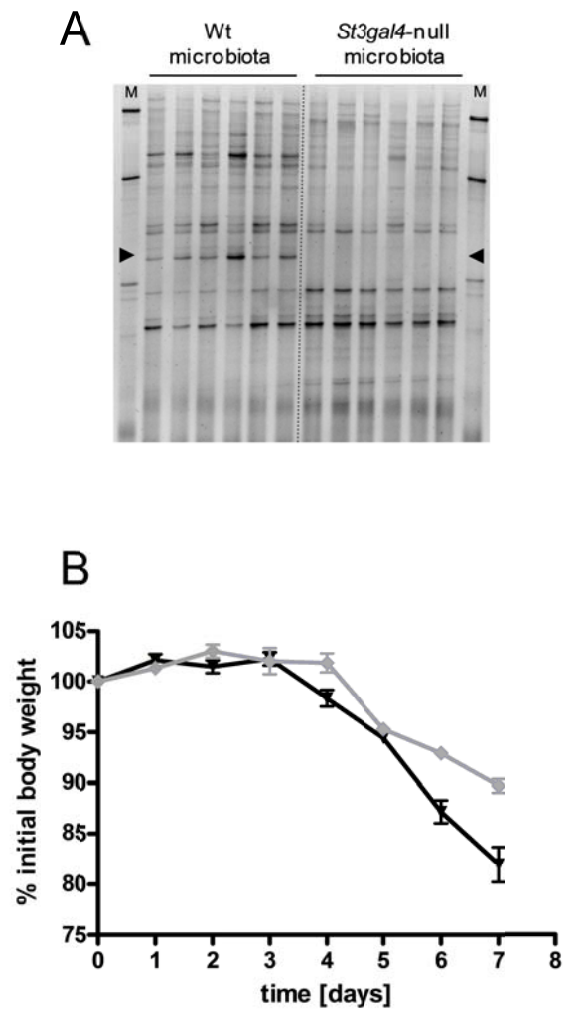 A
Wt
microbiota
St3gal4-null
microbiota
M
M
B
% initial body weight
105
100
95
90
85
80
75
0 1 2 3 4 5 6 7 8
time [days]